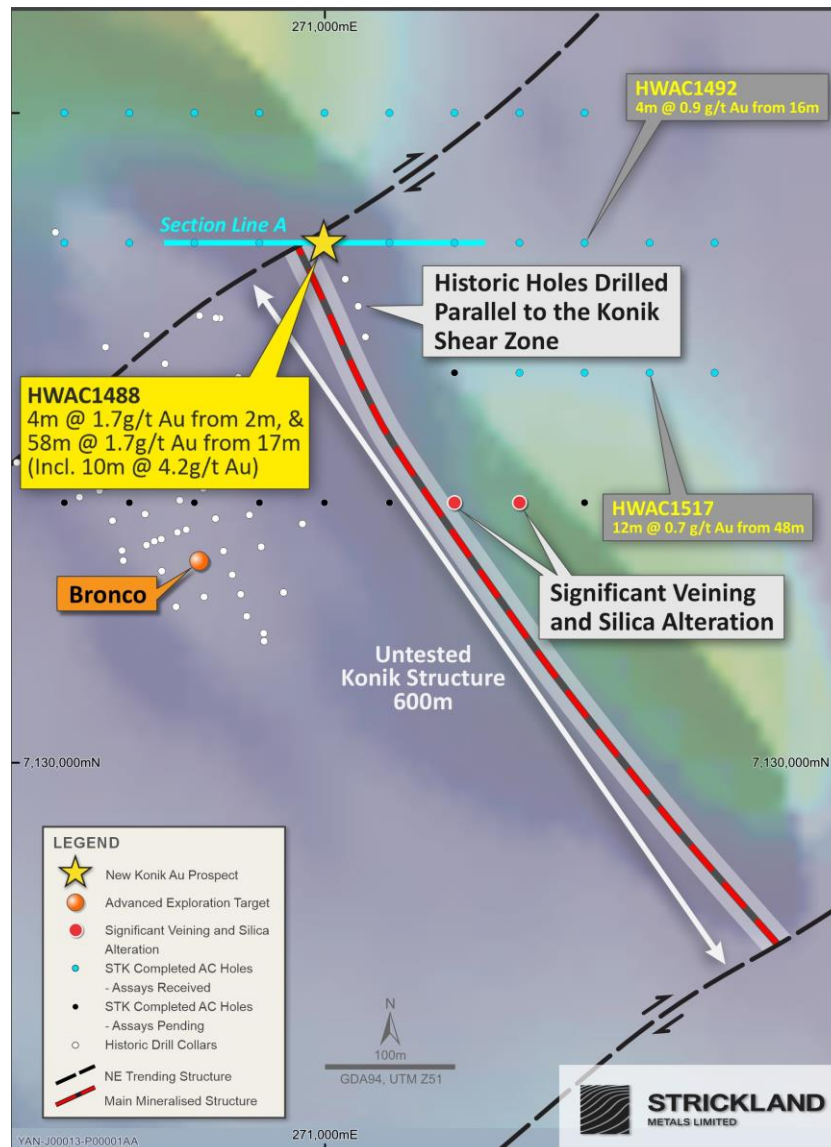 271,000mE
HWAC1492
4m @ 0.9 g/t Au from 16m
Section Line A
Historic Holes Drilled
Parallel to the Konik
Shear Zone
HWAC1488
4m @ 1.7g/t Au from 2m, &
58m @ 1.7g/t Au from 17m
(Incl. 10m @ 4.2g/t Au)
HWAC1517
12m @ 0.7 g/t Au from 48m
Bronco
Significant Veining
and Silica Alteration
Untested
Konik Structure
600m
7,130,000mN
7,130,000mN
LEGEND
New Konik Au Prospect
Advanced Exploration Target
Significant Veining and Silica
Alteration
STK Completed AC Holes
- Assays Received
STK Completed AC Holes
- Assays Pending
Historic Drill Collars
NE Trending Structure
Main Mineralised Structure
N
100m
GDA94, UTM Z51
STRICKLAND
METALS LIMITED
YAN-J00013-P00001AA
271,000mE